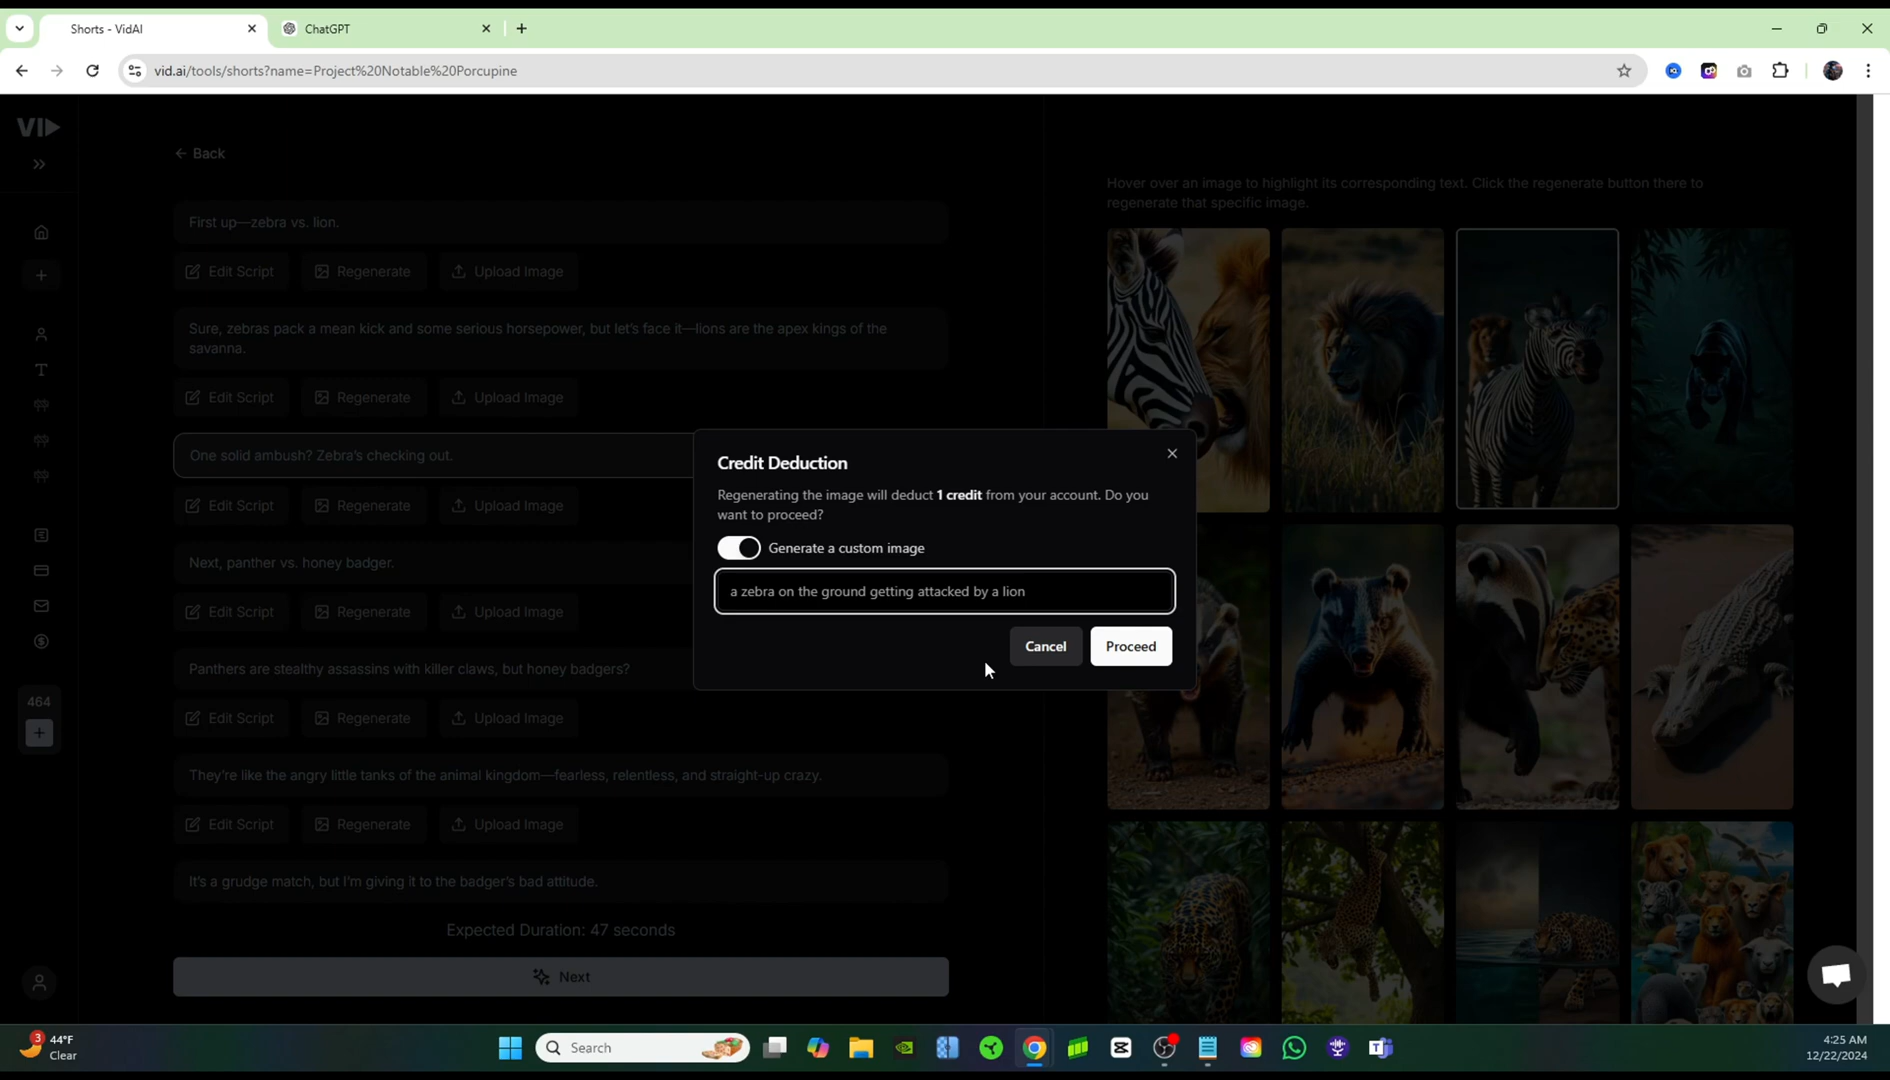 Shorts - VidAI
ChatGPT
vid.ai/tools/shorts?name=Project%20Notable%20Porcupine
VI
Back
Hover over an image to highlight its corresponding text. Click the regenerate button there to
regenerate that specific image.
First up—zebra vs. lion.
Edit Script Regenerate Upload Image
Sure, zebras pack a mean kick and some serious horsepower, but let's face it—lions are the apex kings of the
savanna.
Edit Script Regenerate Upload Image
One solid ambush? Zebra's checking out.
Edit Script Regenerate Upload Image
Next, panther vs. honey badger.
Edit Script Regenerate Upload Image
Panthers are stealthy assassins with killer claws, but honey badgers?
Edit Script Regenerate Upload Image
They're like the angry little tanks of the animal kingdom—fearless, relentless, and straight-up crazy.
Edit Script Regenerate Upload Image
It's a grudge match, but I'm giving it to the badger's bad attitude.
Expected Duration: 47 seconds
Next
464
Credit Deduction
Regenerating the image will deduct 1 credit from your account. Do you
want to proceed?
Generate a custom image
a zebra on the ground getting attacked by a lion
Cancel Proceed
3
44°F
Clear
Search
4:25 AM
12/22/2024